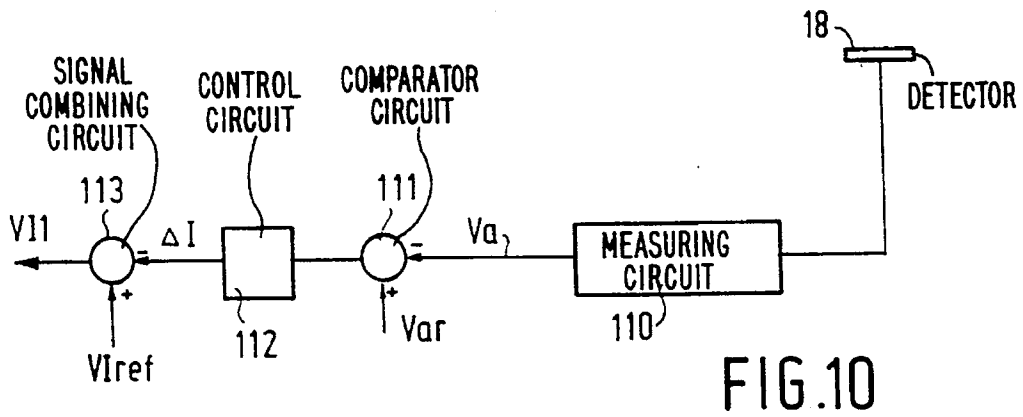 18
DETECTOR
SIGNAL
COMBINING
CIRCUIT
CONTROL
CIRCUIT
COMPARATOR
CIRCUIT
113
111
VI1
ΔI
=
+
VIref
112
-
+
Var
Va
MEASURING
CIRCUIT
110
FIG.10